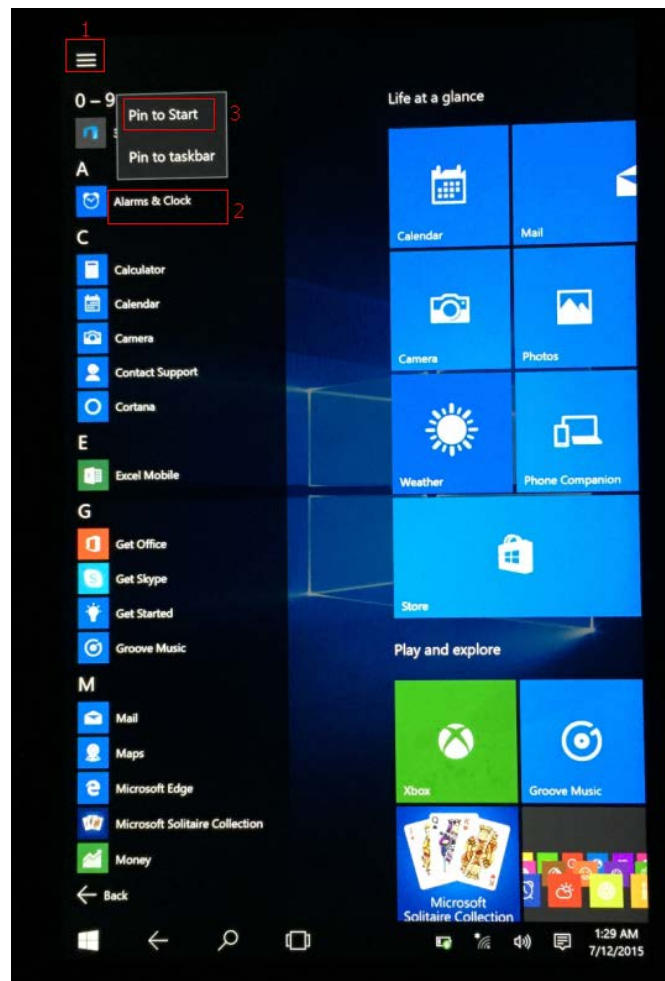 1
0 – 9
Pin to Start
3
Pin to taskbar
A
Alarms & Clock
2
C
Calculator
Calendar
Camera
Contact Support
Cortana
E
Excel Mobile
G
Get Office
Get Skype
Get Started
Groove Music
M
Mail
Maps
Microsoft Edge
Microsoft Solitaire Collection
Money
Back
Life at a glance
Calendar
Mail
Camera
Photos
Weather
Phone Companion
Store
Play and explore
Xbox
Groove Music
Microsoft
Solitaire Collection
1:29 AM
7/12/2015